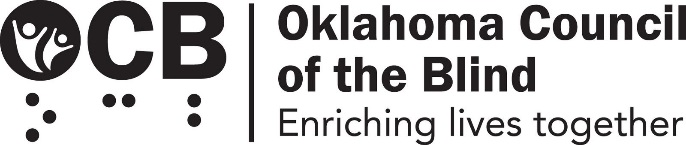 OCB
Oklahoma Council
of the Blind
Enriching lives together
⠕⠉⠃